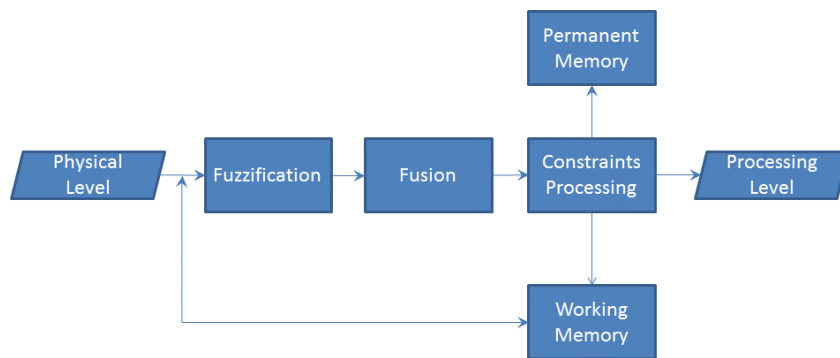 Permanent
Memory
Physical
Level
Fuzzification
Fusion
Constraints
Processing
Processing
Level
Working
Memory